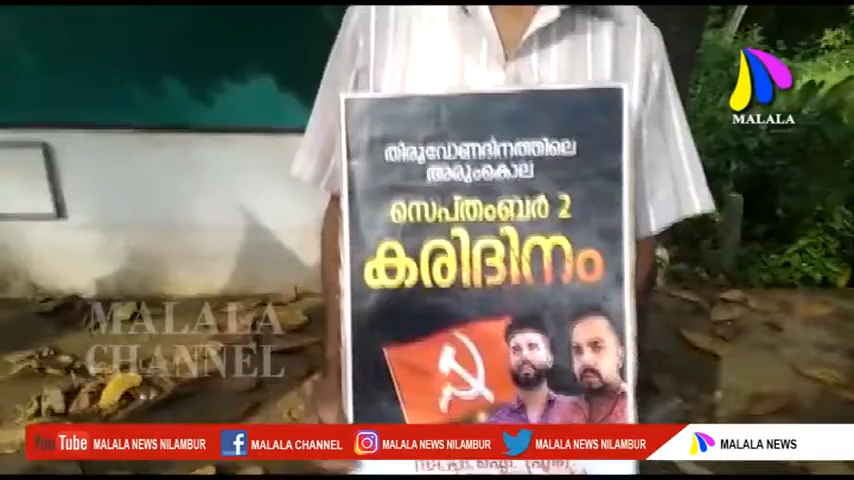 MALALA
തിരുവോണദിനത്തിലെ
അരുംകൊല
സെപ്തംബർ 2
കരിദിനം
MALALA
CHANNEL
YouTube MALALA NEWS NILAMBUR f MALALA CHANNEL MALALA NEWS NILAMBUR MALALA NEWS NILAMBUR MALALA NEWS